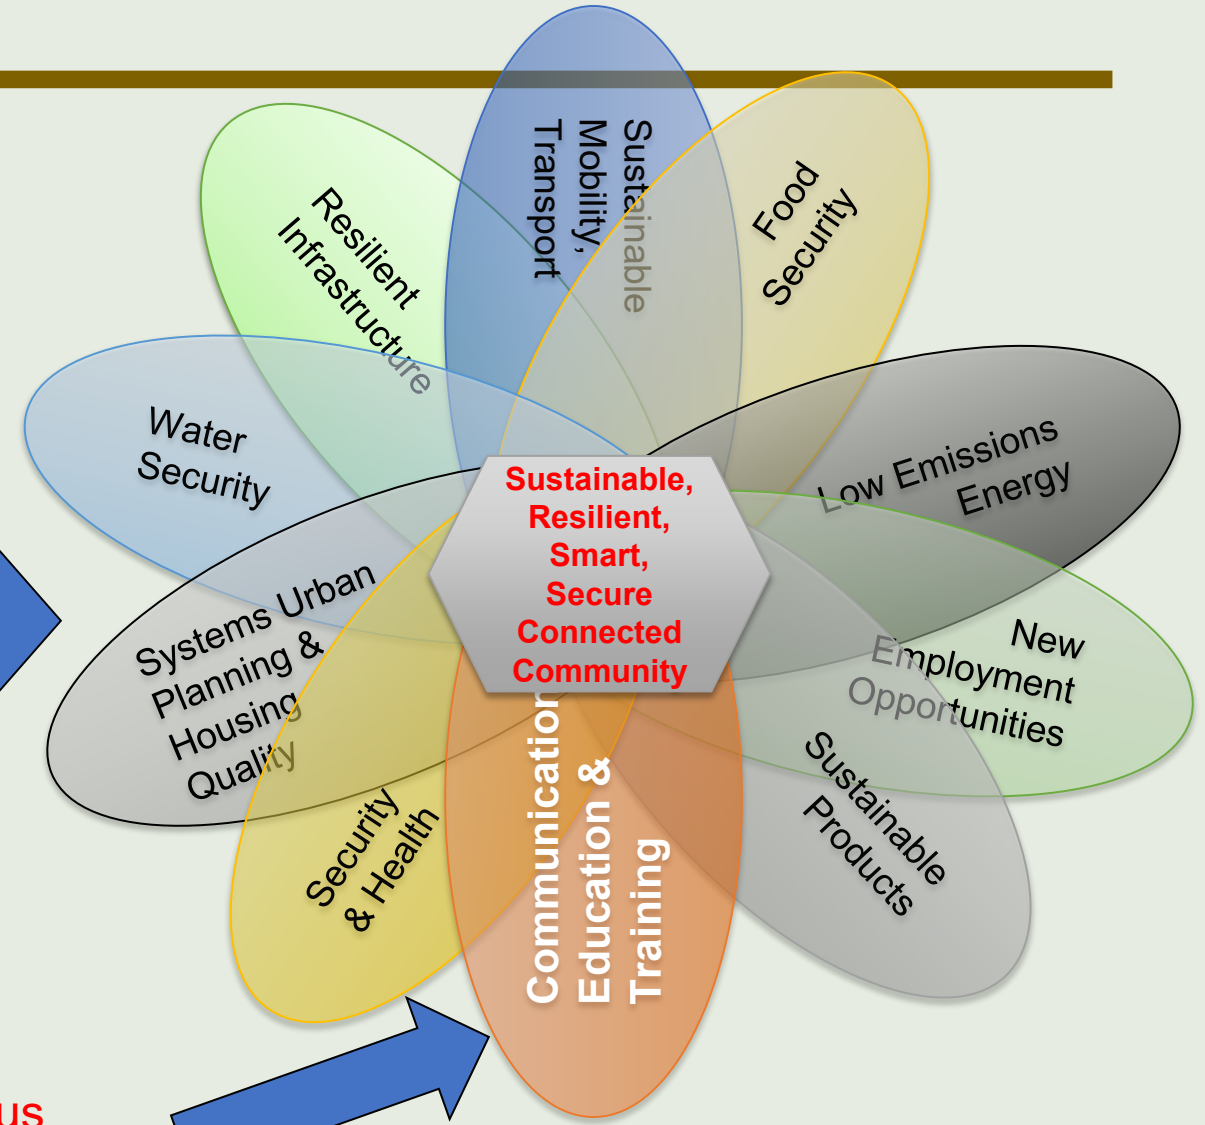 Sustainable
Mobility,
Transport
Food
Security
Low Emissions
Energy
New
Employment
Opportunities
Sustainable
Products
Communication
Education &
Training
Security
& Health
Systems Urban
Planning &
Housing
Quality
Water
Security
Resilient
Infrastructure
Sustainable,
Resilient,
Smart,
Secure
Connected
Community
us